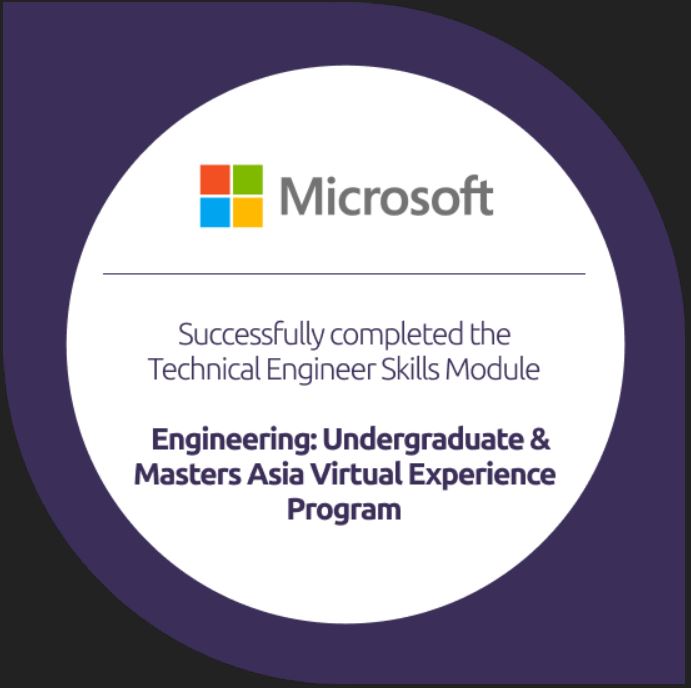 Microsoft
Successfully completed the
Technical Engineer Skills Module
Engineering: Undergraduate &
Masters Asia Virtual Experience
Program